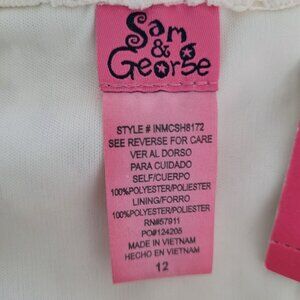 Sam
&
George
STYLE # INMCSH8172
SEE REVERSE FOR CARE
VER AL DORSO
PARA CUIDADO
SELF/CUERPO
100%POLYESTER/POLIESTER
LINING/FORRO
100%POLYESTER/POLIESTER
RN#57911
PO#124205
MADE IN VIETNAM
HECHO EN VIETNAM
12